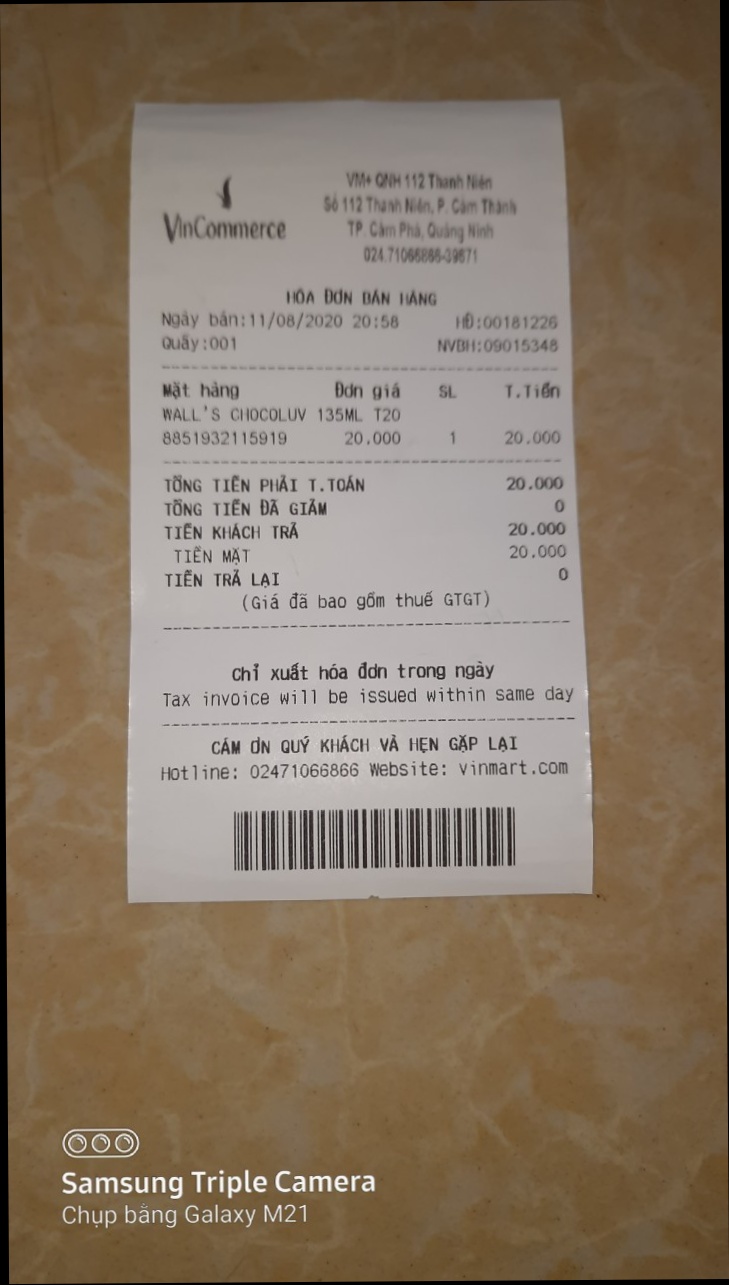 VinCommerce
VM+ QNH 112 Thanh Niên
Số 112 Thanh Niên, P. Cẩm Thành
TP. Cẩm Phả, Quảng Ninh
024.71066866-39671
HÓA ĐƠN BÁN HÀNG
Ngày bán:11/08/2020 20:58 HĐ:00181226
Quầy:001 NVBH:09015348
Mặt hàng Đơn giá SL T.Tiền
WALL'S CHOCOLUV 135ML T20
8851932115919 20.000 1 20.000
TỔNG TIỀN PHẢI T.TOÁN 20.000
TỔNG TIỀN ĐÃ GIẢM 0
TIỀN KHÁCH TRẢ 20.000
TIỀN MẶT 20.000
TIỀN TRẢ LẠI 0
(Giá đã bao gồm thuế GTGT)
Chỉ xuất hóa đơn trong ngày
Tax invoice will be issued within same day
CẢM ƠN QUÝ KHÁCH VÀ HẸN GẶP LẠI
Hotline: 02471066866 Website: vinmart.com
Samsung Triple Camera
Chụp bằng Galaxy M21